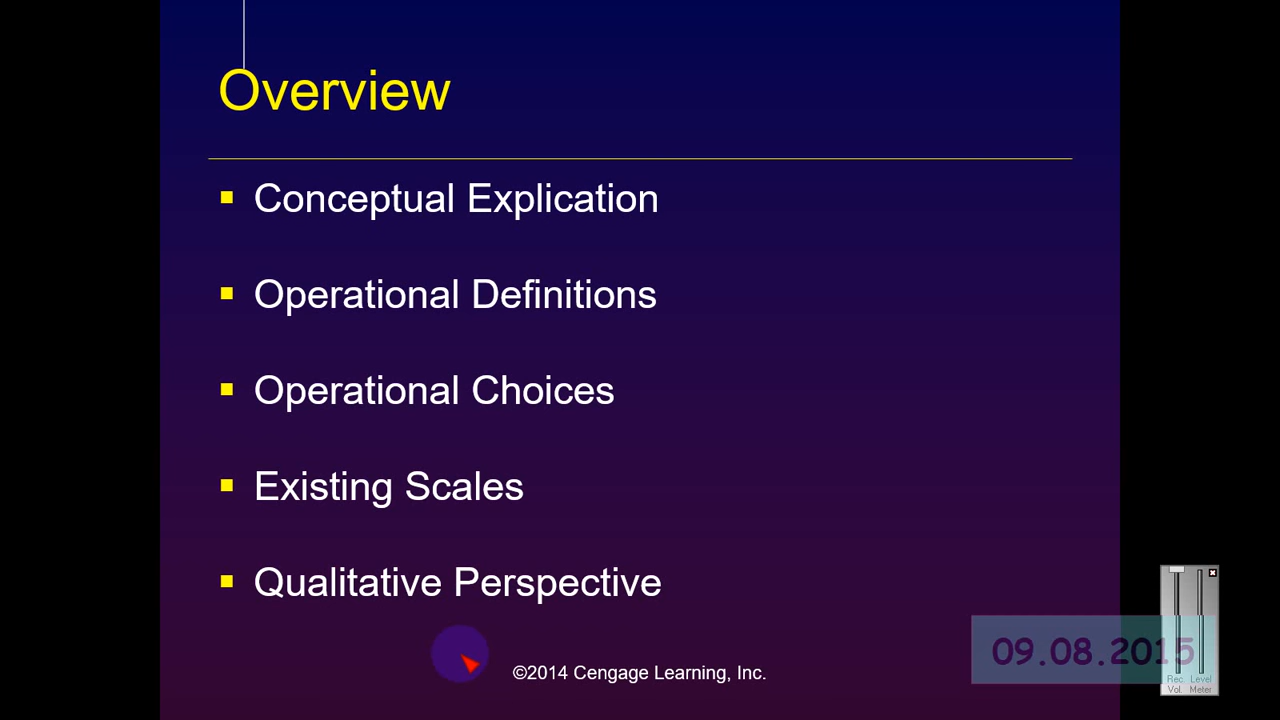 Overview
Conceptual Explication
Operational Definitions
Operational Choices
Existing Scales
Qualitative Perspective
©2014 Cengage Learning, Inc.
09.08.2015
Rec Level
Vol Meter